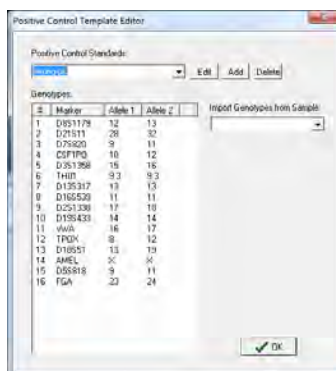 Positive Control Template Editor
Positive Control Standards:
Edit Add Delete
Genotypes:
Import Genotypes from Sample:
# Marker Allele 1 Allele 2
1 D8S1179 12 13
2 D21S11 28 32
3 D7S820 9 11
4 CSF1PO 10 12
5 D3S1358 15 16
6 TH01 9.3 9.3
7 D13S317 13 13
8 D16S539 11 11
9 D2S1338 17 18
10 D19S433 14 14
11 vWA 16 17
12 TPOX 8 12
13 D18S51 13 19
14 AMEL X X
15 D5S818 9 11
16 FGA 23 24
OK